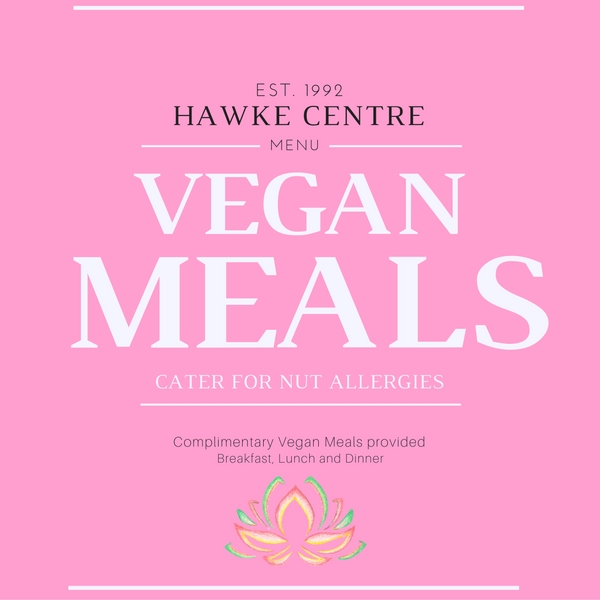 EST. 1992
HAWKE CENTRE
MENU
VEGAN
MEALS
CATER FOR NUT ALLERGIES
Complimentary Vegan Meals provided
Breakfast, Lunch and Dinner